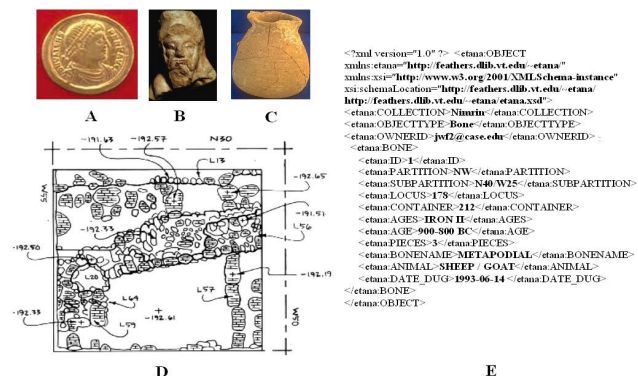 A B C
-191.63
-192.57
N30
L13
-192.65
W55
-191.51
L56
-192.33
-192.80
L20
-192.19
L57
L64
-192.33
-192.61
L59
W50
D
<?xml version="1.0" ?> <etana:OBJECT
xmlns:etana="http://feathers.dlib.vt.edu/~etana/"
xmlns:xsi="http://www.w3.org/2001/XMLSchema-instance"
xsi:schemaLocation="http://feathers.dlib.vt.edu/~etana/
http://feathers.dlib.vt.edu/~etana/etana.xsd">
<etana:COLLECTION>Nimrin</etana:COLLECTION>
<etana:OBJECTTYPE>Bone</etana:OBJECTTYPE>
<etana:OWNERID>jwf2@case.edu</etana:OWNERID>
<etana:BONE>
<etana:ID>1</etana:ID>
<etana:PARTITION>NW</etana:PARTITION>
<etana:SUBPARTITION>N40/W25</etana:SUBPARTITION>
<etana:LOCUS>178</etana:LOCUS>
<etana:CONTAINER>212</etana:CONTAINER>
<etana:AGES>IRON II</etana:AGES>
<etana:AGE>900-800 BC</etana:AGE>
<etana:PIECES>3</etana:PIECES>
<etana:BONENAME>METAPODIAL</etana:BONENAME>
<etana:ANIMAL>SHEEP / GOAT</etana:ANIMAL>
<etana:DATE_DUG>1993-06-14 </etana:DATE_DUG>
</etana:BONE>
</etana:OBJECT>
E